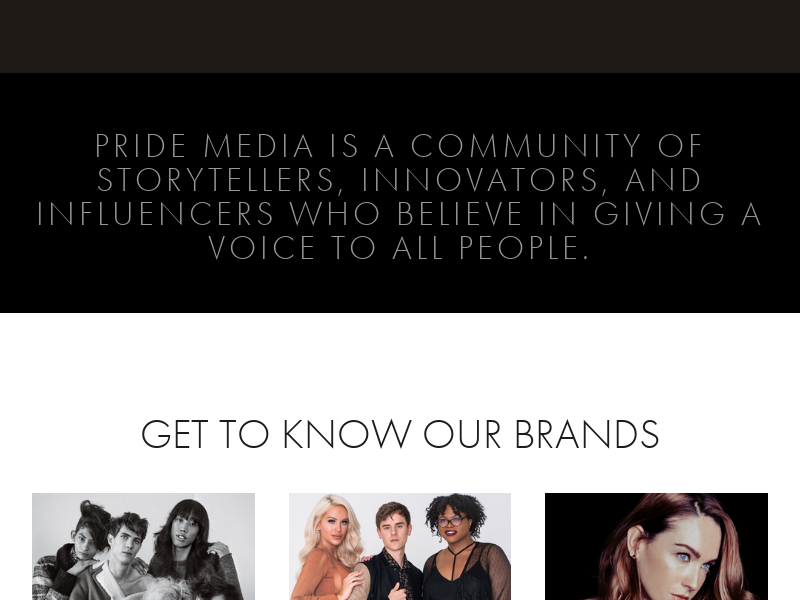 PRIDE MEDIA IS A COMMUNITY OF
STORYTELLERS, INNOVATORS, AND
INFLUENCERS WHO BELIEVE IN GIVING A
VOICE TO ALL PEOPLE.
GET TO KNOW OUR BRANDS